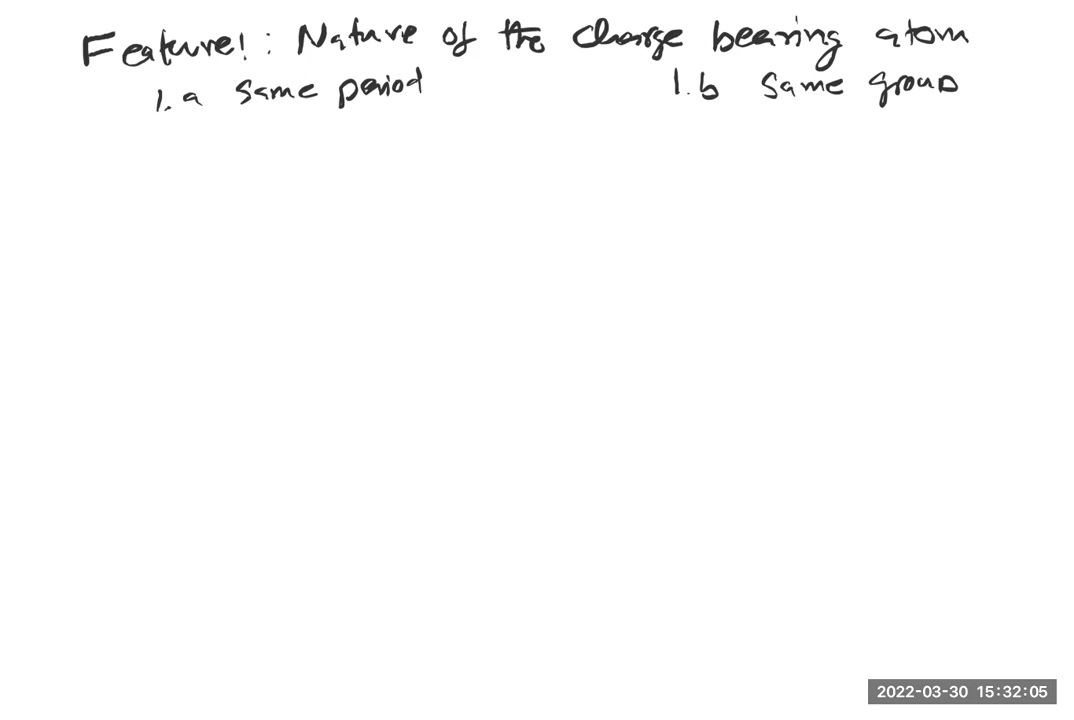 Feature! : Nature of the charge bearing atom
1.a same period 1.b Same group
2022-03-30 15:32:05